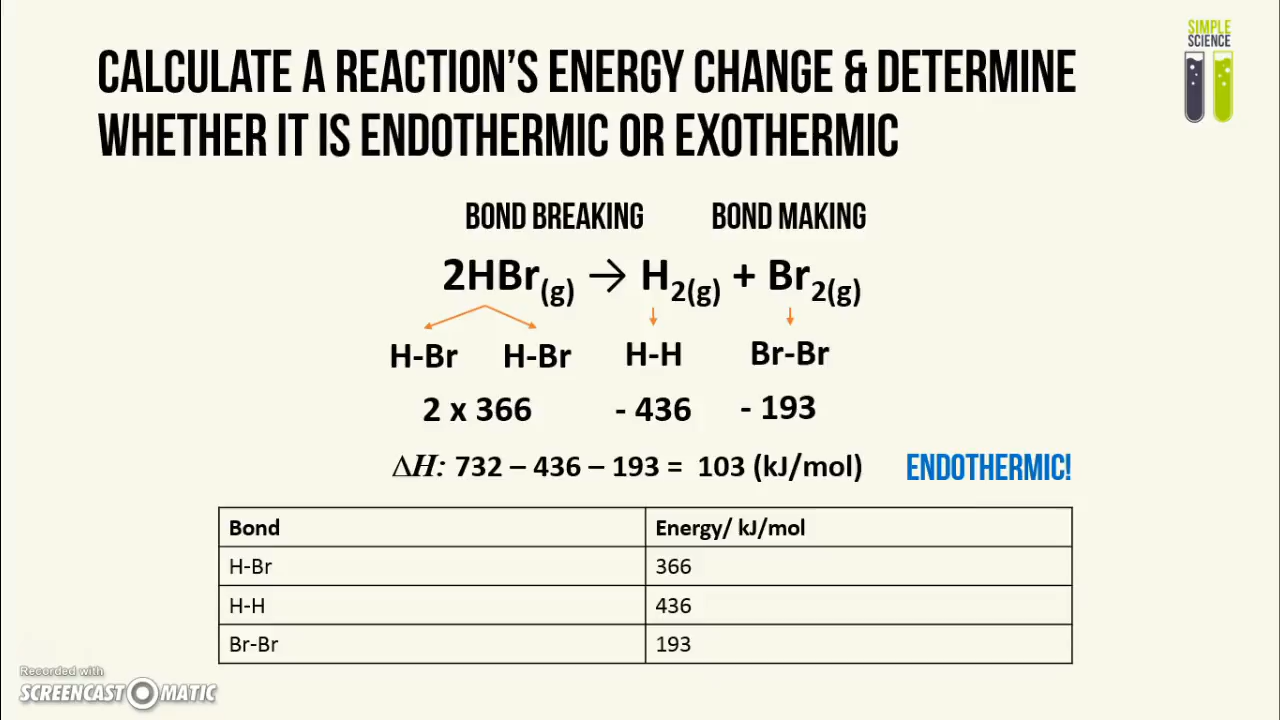 SIMPLE
SCIENCE
CALCULATE A REACTION'S ENERGY CHANGE & DETERMINE
WHETHER IT IS ENDOTHERMIC OR EXOTHERMIC
BOND BREAKING BOND MAKING
2HBr(g) → H2(g) + Br2(g)
H-Br H-Br H-H Br-Br
2 x 366 - 436 - 193
ΔH: 732 – 436 – 193 = 103 (kJ/mol) ENDOTHERMIC!
Bond Energy/ kJ/mol
H-Br 366
H-H 436
Br-Br 193
Recorded with
SCREENCAST MATIC